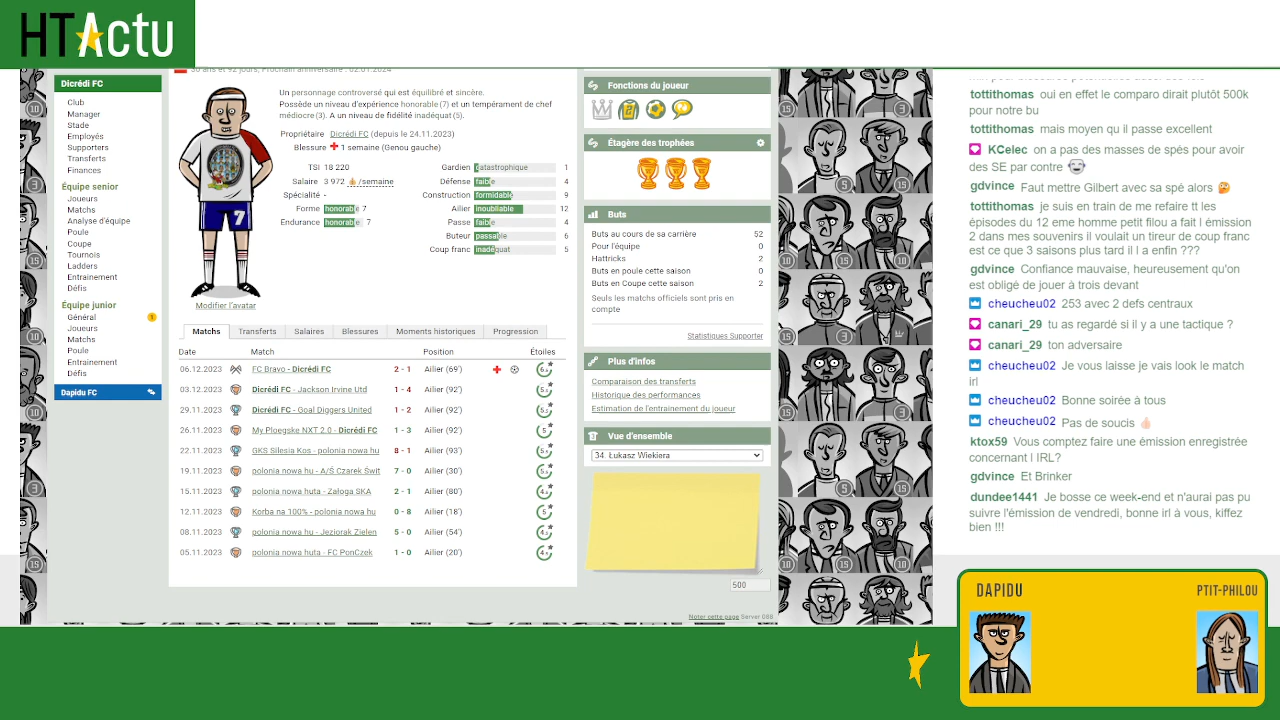 HTActu
Dicrédi FC
Club
Manager
Stade
Employés
Supporters
Transferts
Finances
Équipe senior
Joueurs
Matchs
Analyse d'équipe
Poule
Coupe
Tournois
Ladders
Entrainement
Défis
Équipe junior
Général 1
Joueurs
Matchs
Poule
Entrainement
Défis
Dapidu FC
30 ans et 92 jours, Prochain anniversaire : 02.01.2024
Un personnage controversé qui est équilibré et sincère.
Possède un niveau d'expérience honorable (7) et un tempérament de chef
médiocre (3). A un niveau de fidélité inadéquat (5).
Propriétaire Dicrédi FC (depuis le 24.11.2023)
Blessure 1 semaine (Genou gauche)
TSI 18 220
Salaire 3 972 /semaine
Spécialité -
Forme honorable 7
Endurance honorable 7
Gardien catastrophique 1
Défense faible 4
Construction formidable 9
Ailier inoubliable 12
Passe faible 4
Buteur passable 6
Coup franc inadéquat 5
7
Modifier l'avatar
Matchs Transferts Salaires Blessures Moments historiques Progression
Date Match Position Étoiles
06.12.2023 FC Bravo - Dicrédi FC 2 - 1 Ailier (69')
03.12.2023 Dicrédi FC - Jackson Irvine Utd 1 - 4 Ailier (92')
29.11.2023 Dicrédi FC - Goal Diggers United 1 - 2 Ailier (92')
26.11.2023 My Ploegske NXT 2.0 - Dicrédi FC 1 - 3 Ailier (92') 5
22.11.2023 GKS Silesia Kos - polonia nowa hu 8 - 1 Ailier (93')
19.11.2023 polonia nowa hu - A/S Czarek Świt 7 - 0 Ailier (30')
15.11.2023 polonia nowa huta - Załoga SKA 2 - 1 Ailier (80')
12.11.2023 Korba na 100% - polonia nowa hu 0 - 8 Ailier (18') 5
08.11.2023 polonia nowa hu - Jeziorak Zielen 5 - 0 Ailier (54')
05.11.2023 polonia nowa huta - FC PonCzek 1 - 0 Ailier (20')
Fonctions du joueur
Étagère des trophées
Buts
Buts au cours de sa carrière 52
Pour l'équipe 0
Hattricks 2
Buts en poule cette saison 0
Buts en Coupe cette saison 2
Seuls les matchs officiels sont pris en
compte
Statistiques Supporter
Plus d'infos
Comparaison des transferts
Historique des performances
Estimation de l'entrainement du joueur
Vue d'ensemble
34. Łukasz Wiekiera
500
Noter cette page Server 088
tottithomas oui en effet le comparo dirait plutôt 500k
pour notre bu
tottithomas mais moyen qu il passe excellent
KCelec on a pas des masses de spés pour avoir
des SE par contre
gdvince Faut mettre Gilbert avec sa spé alors
tottithomas je suis en train de me refaire tt les
épisodes du 12 eme homme petit filou a fait l émission
2 dans mes souvenirs il voulait un tireur de coup franc
est ce que 3 saisons plus tard il l a enfin ???
gdvince Confiance mauvaise, heureusement qu'on
est obligé de jouer à trois devant
cheucheu02 253 avec 2 defs centraux
canari_29 tu as regardé si il y a une tactique ?
canari_29 ton adversaire
cheucheu02 Je vous laisse je vais look le match
irl
cheucheu02 Bonne soirée à tous
cheucheu02 Pas de soucis
ktox59 Vous comptez faire une émission enregistrée
concernant l IRL?
gdvince Et Brinker
dundee1441 Je bosse ce week-end et n'aurai pas pu
suivre l'émission de vendredi, bonne irl à vous, kiffez
bien !!!
DAPIDU
PTIT-PHILOU